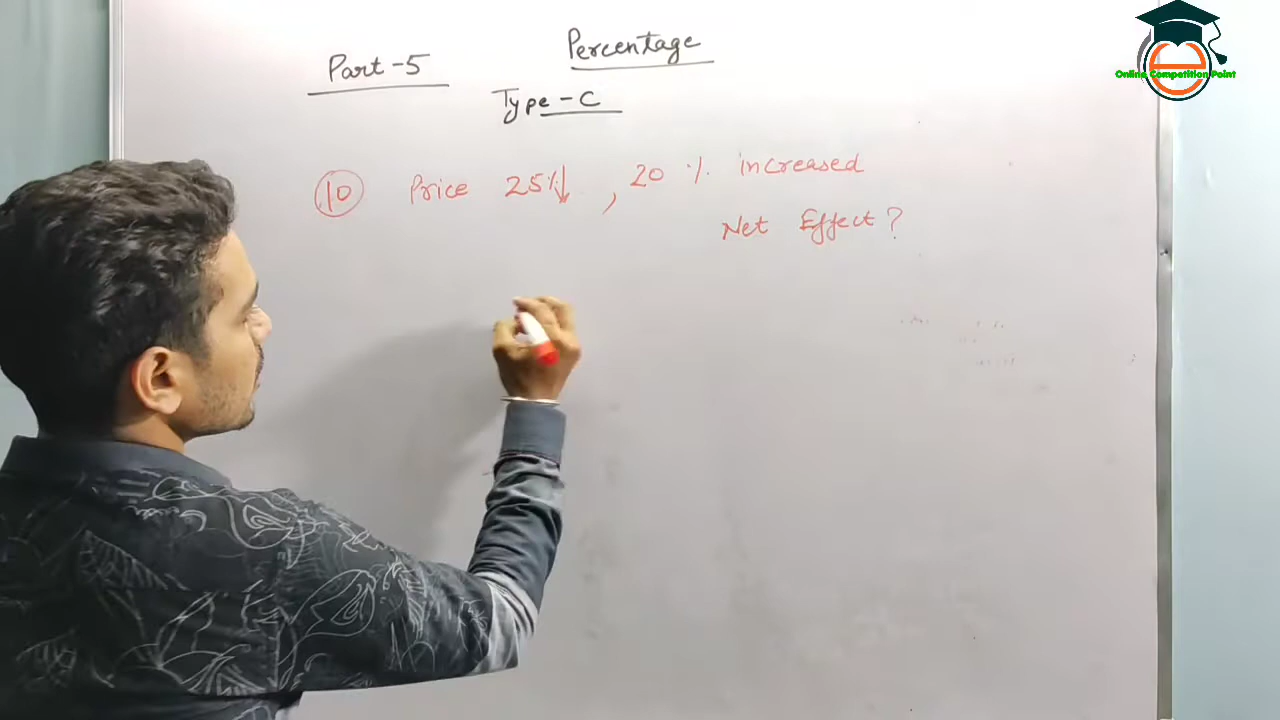 Percentage
Part-5
Type-C
10 Price 25%↓ , 20% increased
Net Effect?
Online Competition Point